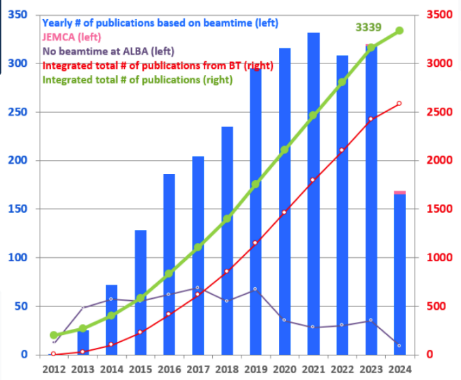 350
300
250
200
150
100
50
0
Yearly # of publications based on beamtime (left)
JEMCA (left)
No beamtime at ALBA (left)
Integrated total # of publications from BT (right)
Integrated total # of publications (right)
3339
3500
3000
2500
2000
1500
1000
500
0
2012 2013 2014 2015 2016 2017 2018 2019 2020 2021 2022 2023 2024